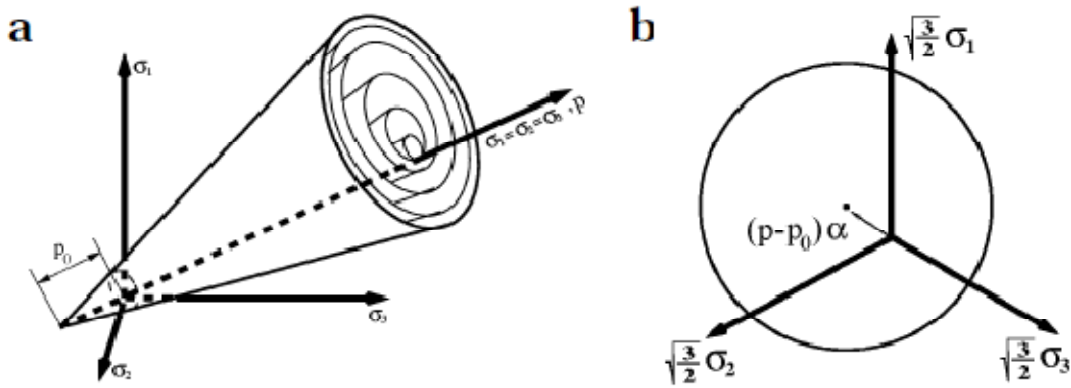 a
σ₁
σ₁=σ₂=σ₃ ,p
p₀
σ₃
σ₂
b
√3/2 σ₁
(p-p₀)α
√3/2 σ₂
√3/2 σ₃